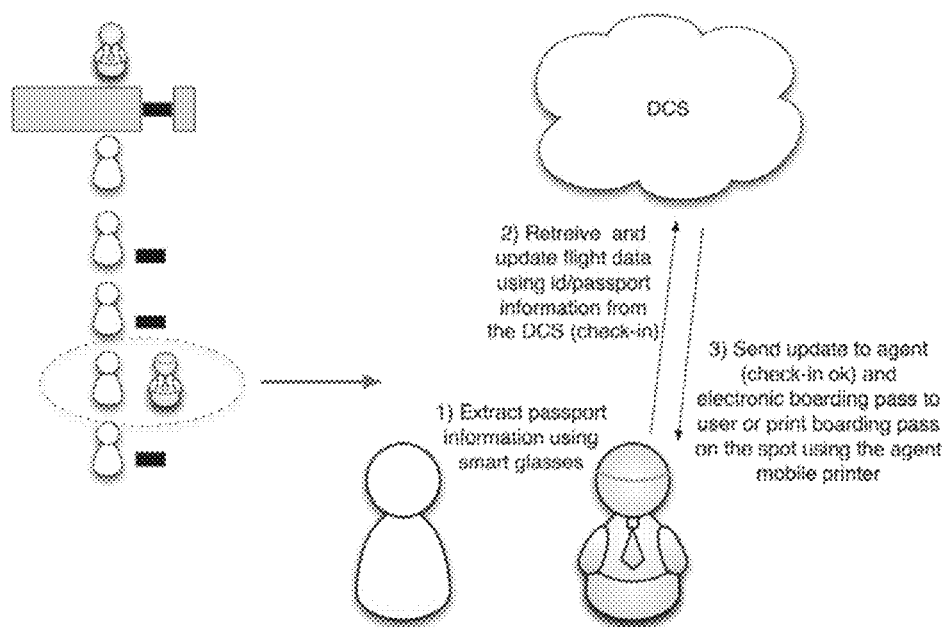 DCS
2) Retreive and
update flight data
using id/passport
information from
the DCS (check-in)
3) Send update to agent
(check-in ok) and
electronic boarding pass to
user or print boarding pass
on the spot using the agent
mobile printer
1) Extract passport
information using
smart glasses